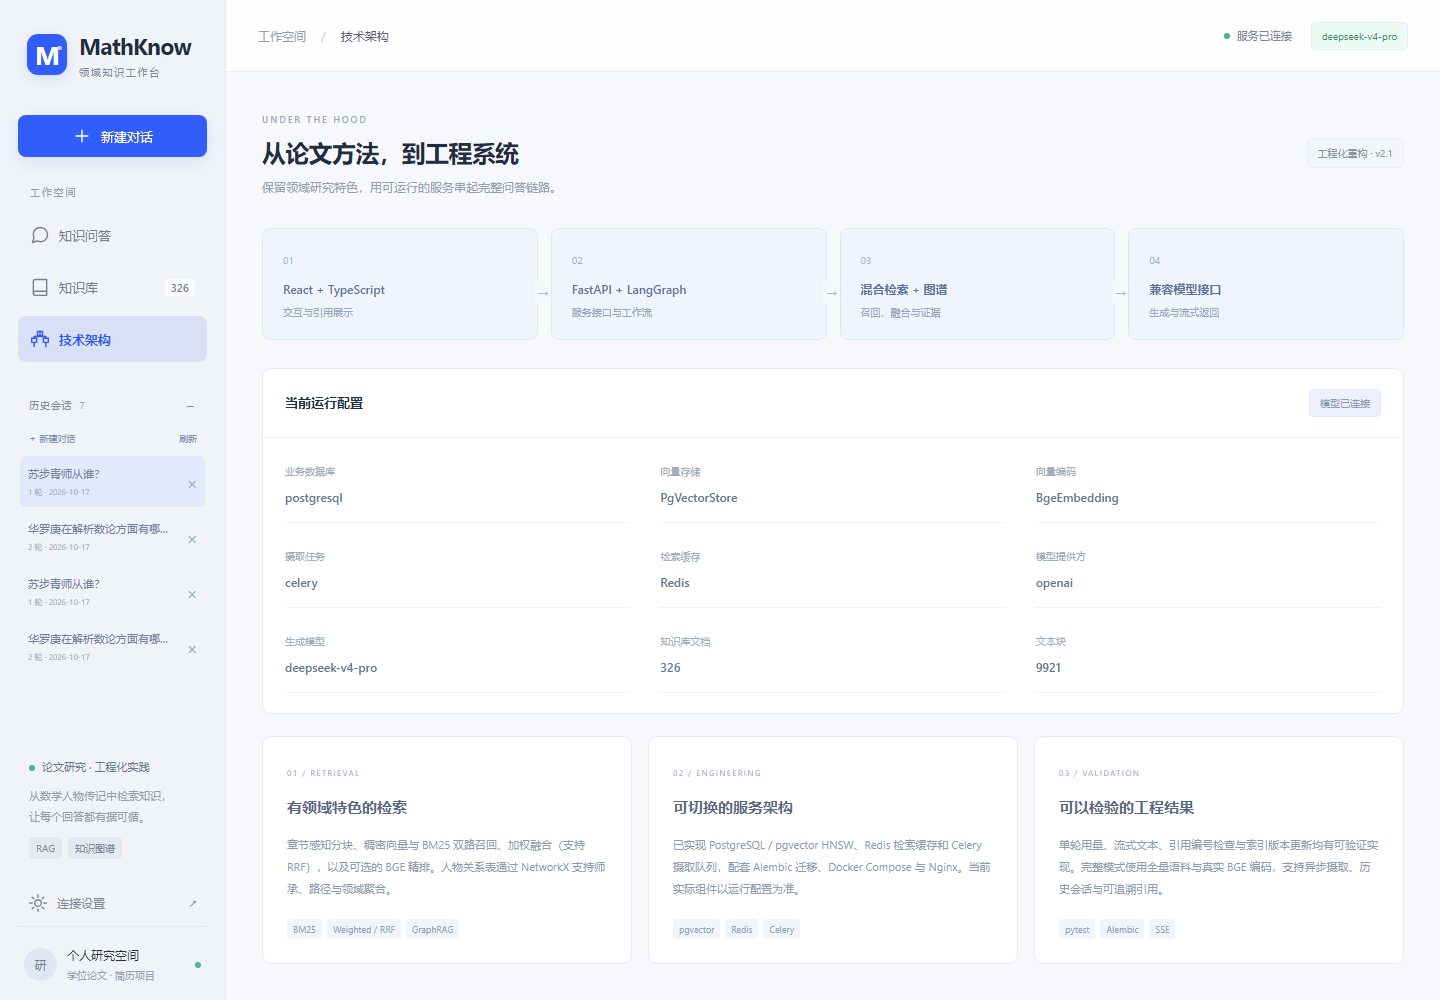 MathKnow
领域知识工作台
+ 新建对话
工作空间
知识问答
知识库 326
技术架构
历史会话 7 −
+ 新建对话 刷新
苏步青师从谁？
1 轮 · 2026-10-17 ×
华罗庚在解析数论方面有哪...
2 轮 · 2026-10-17 ×
苏步青师从谁？
1 轮 · 2026-10-17 ×
华罗庚在解析数论方面有哪...
2 轮 · 2026-10-17 ×
论文研究 · 工程化实践
从数学人物传记中检索知识，
让每个回答都有据可循。
RAG 知识图谱
连接设置 ↗
研 个人研究空间
学位论文 · 简历项目
工作空间 / 技术架构
服务已连接 deepseek-v4-pro
UNDER THE HOOD
从论文方法，到工程系统
工程化重构 · v2.1
保留领域研究特色，用可运行的服务串起完整问答链路。
01
React + TypeScript
交互与引用展示
→
02
FastAPI + LangGraph
服务接口与工作流
→
03
混合检索 + 图谱
召回、融合与证据
→
04
兼容模型接口
生成与流式返回
当前运行配置 模型已连接
业务数据库 向量存储 向量编码
postgresql PgVectorStore BgeEmbedding
摄取任务 检索缓存 模型提供方
celery Redis openai
生成模型 知识库文档 文本块
deepseek-v4-pro 326 9921
01 / RETRIEVAL
有领域特色的检索
章节感知分块、稠密向量与 BM25 双路召回、加权融合（支持
RRF），以及可选的 BGE 精排。人物关系表通过 NetworkX 支持师
承、路径与领域聚合。
BM25 Weighted / RRF GraphRAG
02 / ENGINEERING
可切换的服务架构
已实现 PostgreSQL / pgvector HNSW、Redis 检索缓存和 Celery
摄取队列，配套 Alembic 迁移、Docker Compose 与 Nginx。当前
实际组件以运行配置为准。
pgvector Redis Celery
03 / VALIDATION
可以检验的工程结果
单轮用量、流式文本、引用编号检查与索引版本更新均有可验证实
现。完整模式使用全量语料与真实 BGE 编码，支持异步摄取、历
史会话与可追溯引用。
pytest Alembic SSE